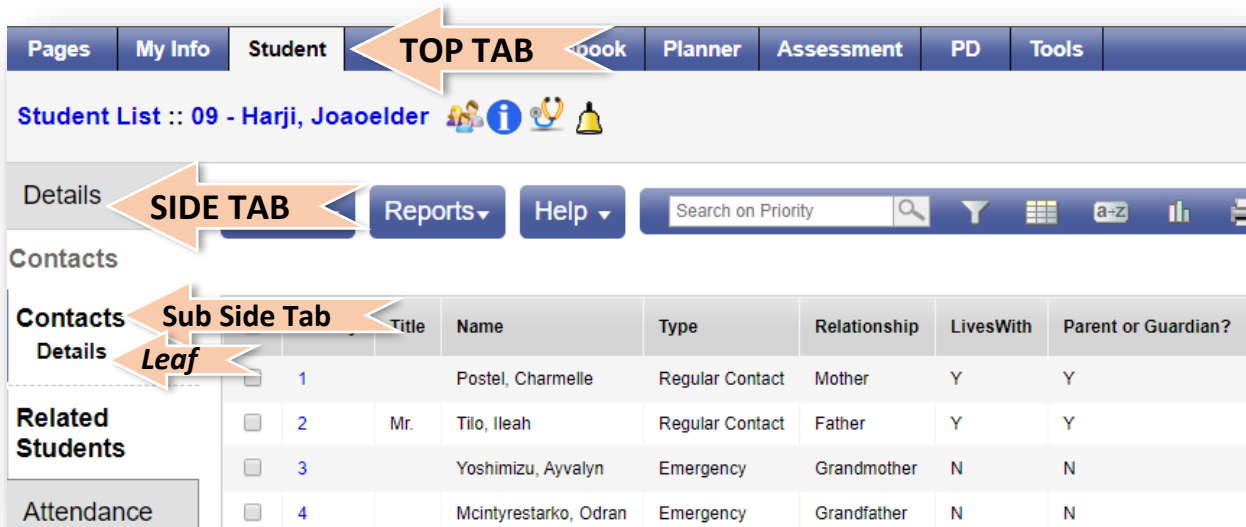 Pages My Info Student TOP TAB book Planner Assessment PD Tools
Student List :: 09 - Harji, Joaoelder
Details SIDE TAB Reports Help Search on Priority a-z
Contacts
Contacts Sub Side Tab Title Name Type Relationship LivesWith Parent or Guardian?
Details Leaf
1 Postel, Charmelle Regular Contact Mother Y Y
Related
Students
2 Mr. Tilo, Ileah Regular Contact Father Y Y
3 Yoshimizu, Ayvalyn Emergency Grandmother N N
Attendance
4 Mcintyrestarko, Odran Emergency Grandfather N N